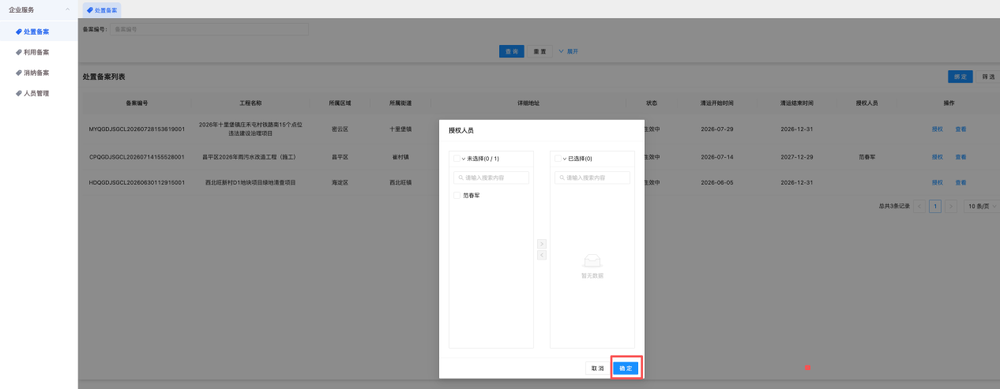 企业服务
处置备案
利用备案
消纳备案
人员管理
处置备案
备案编号: 备案编号
查 询 重 置 展开
处置备案列表
绑 定 筛 选
备案编号 工程名称 所属区域 所属街道 详细地址 状态 清运开始时间 清运结束时间 授权人员 操作
MYQGDJSGCL20260728153619001 2026年十里堡镇庄禾屯村铁路南15个点位
违法建设治理项目 密云区 十里堡镇 生效中 2026-07-29 2026-12-31 授权 查看
CPQGDJSGCL20260714155528001 昌平区2026年雨污水改造工程（施工） 昌平区 崔村镇 生效中 2026-07-14 2027-12-29 范春军 授权 查看
HDQGDJSGCL20260630112915001 西北旺新村D1地块项目绿地清查项目 海淀区 西北旺镇 生效中 2026-06-05 2026-12-31 授权 查看
总共3条记录 < 1 > 10 条/页
授权人员
未选择(0 / 1)
请输入搜索内容
范春军
已选择(0)
请输入搜索内容
暂无数据
取 消 确 定